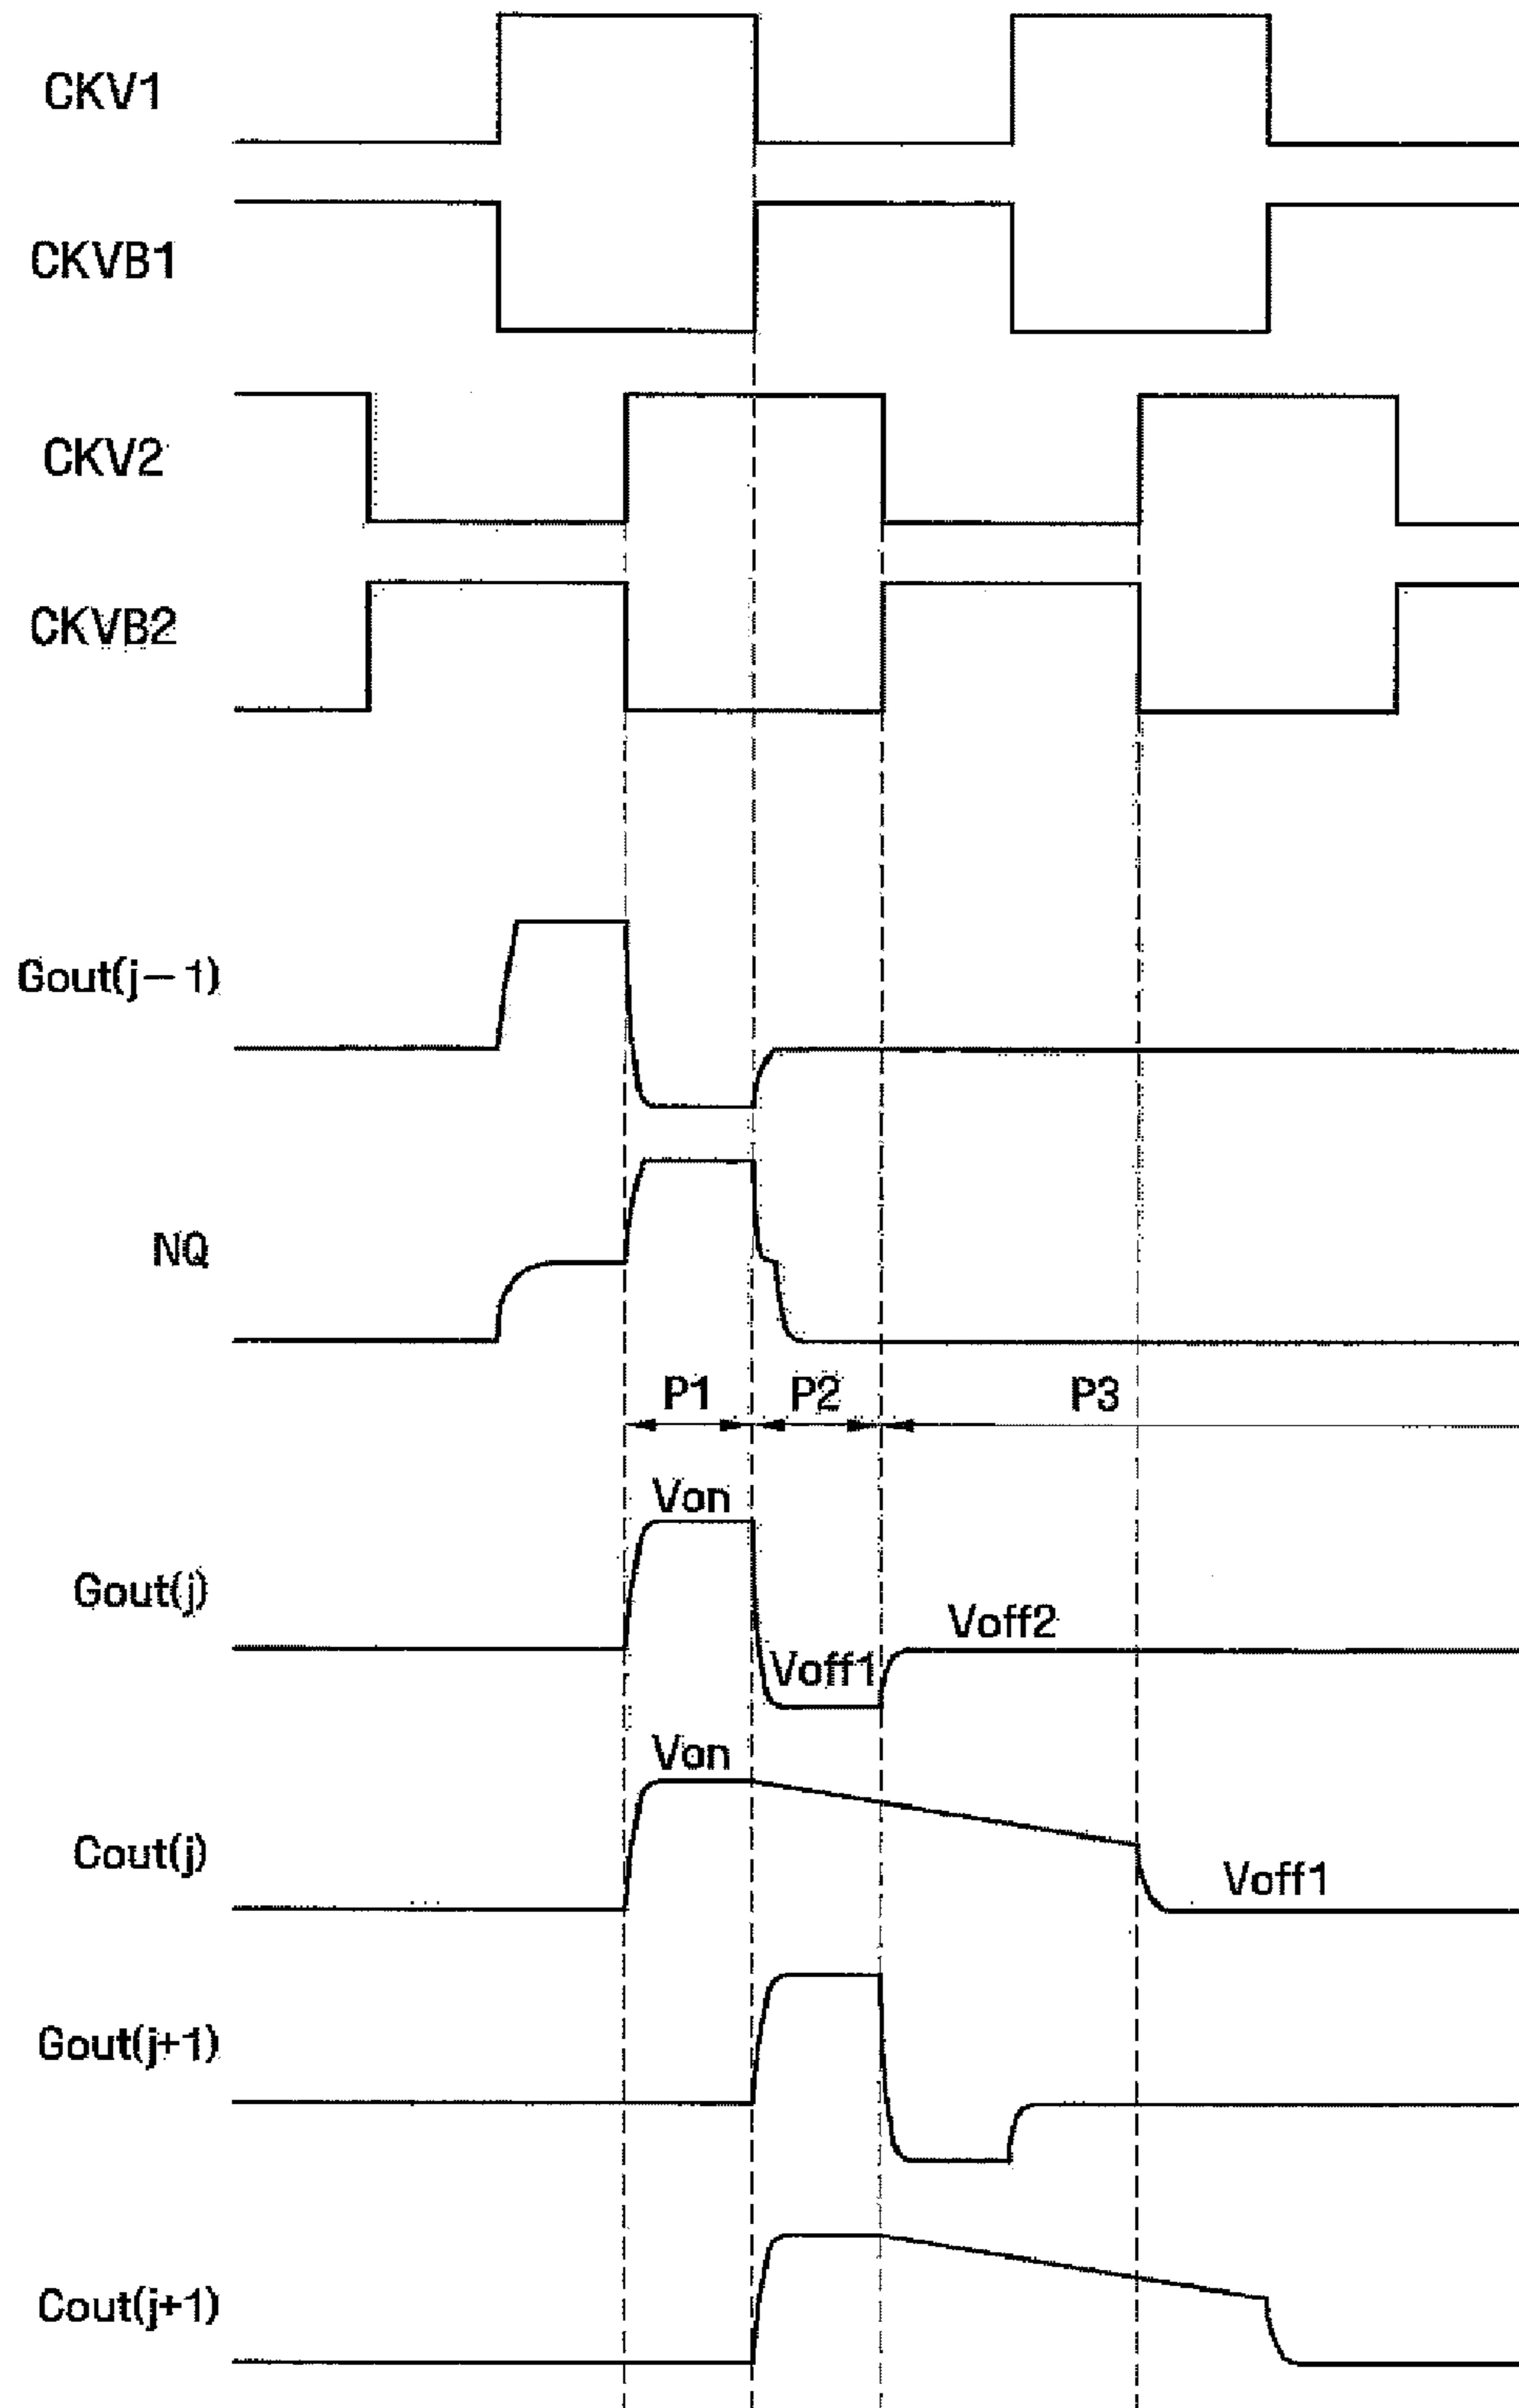 CKV1
CKVB1
CKV2
CKVB2
Gout(j−1)
NQ
P1 P2 P3
Von
Gout(j)
Voff2
Voff1
Von
Cout(j)
Voff1
Gout(j+1)
Cout(j+1)